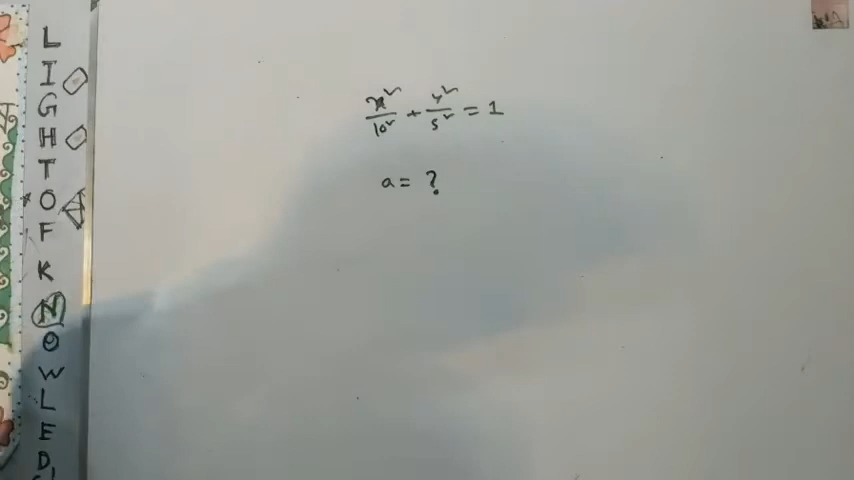 L
I
G
H
T
O
F
K
N
O
W
L
E
D
x²/10² + y²/5² = 1
a = ?